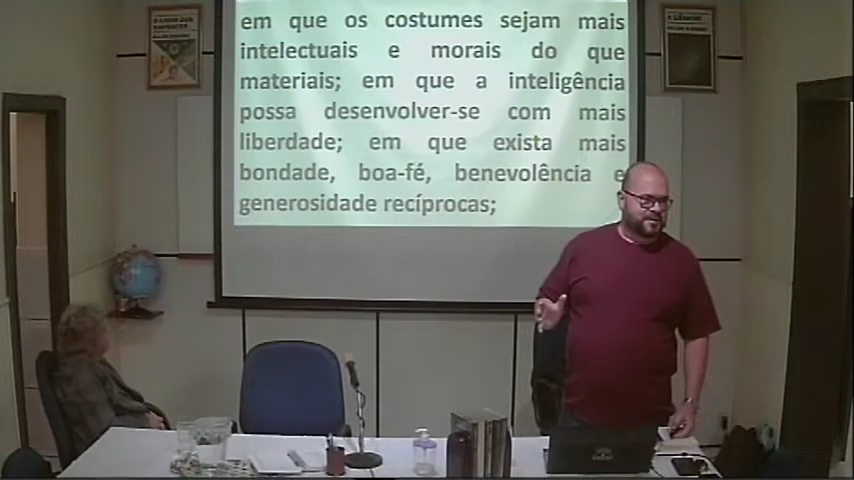 em que os costumes sejam mais
intelectuais e morais do que
materiais; em que a inteligência
possa desenvolver-se com mais
liberdade; em que exista mais
bondade, boa-fé, benevolência e
generosidade recíprocas;